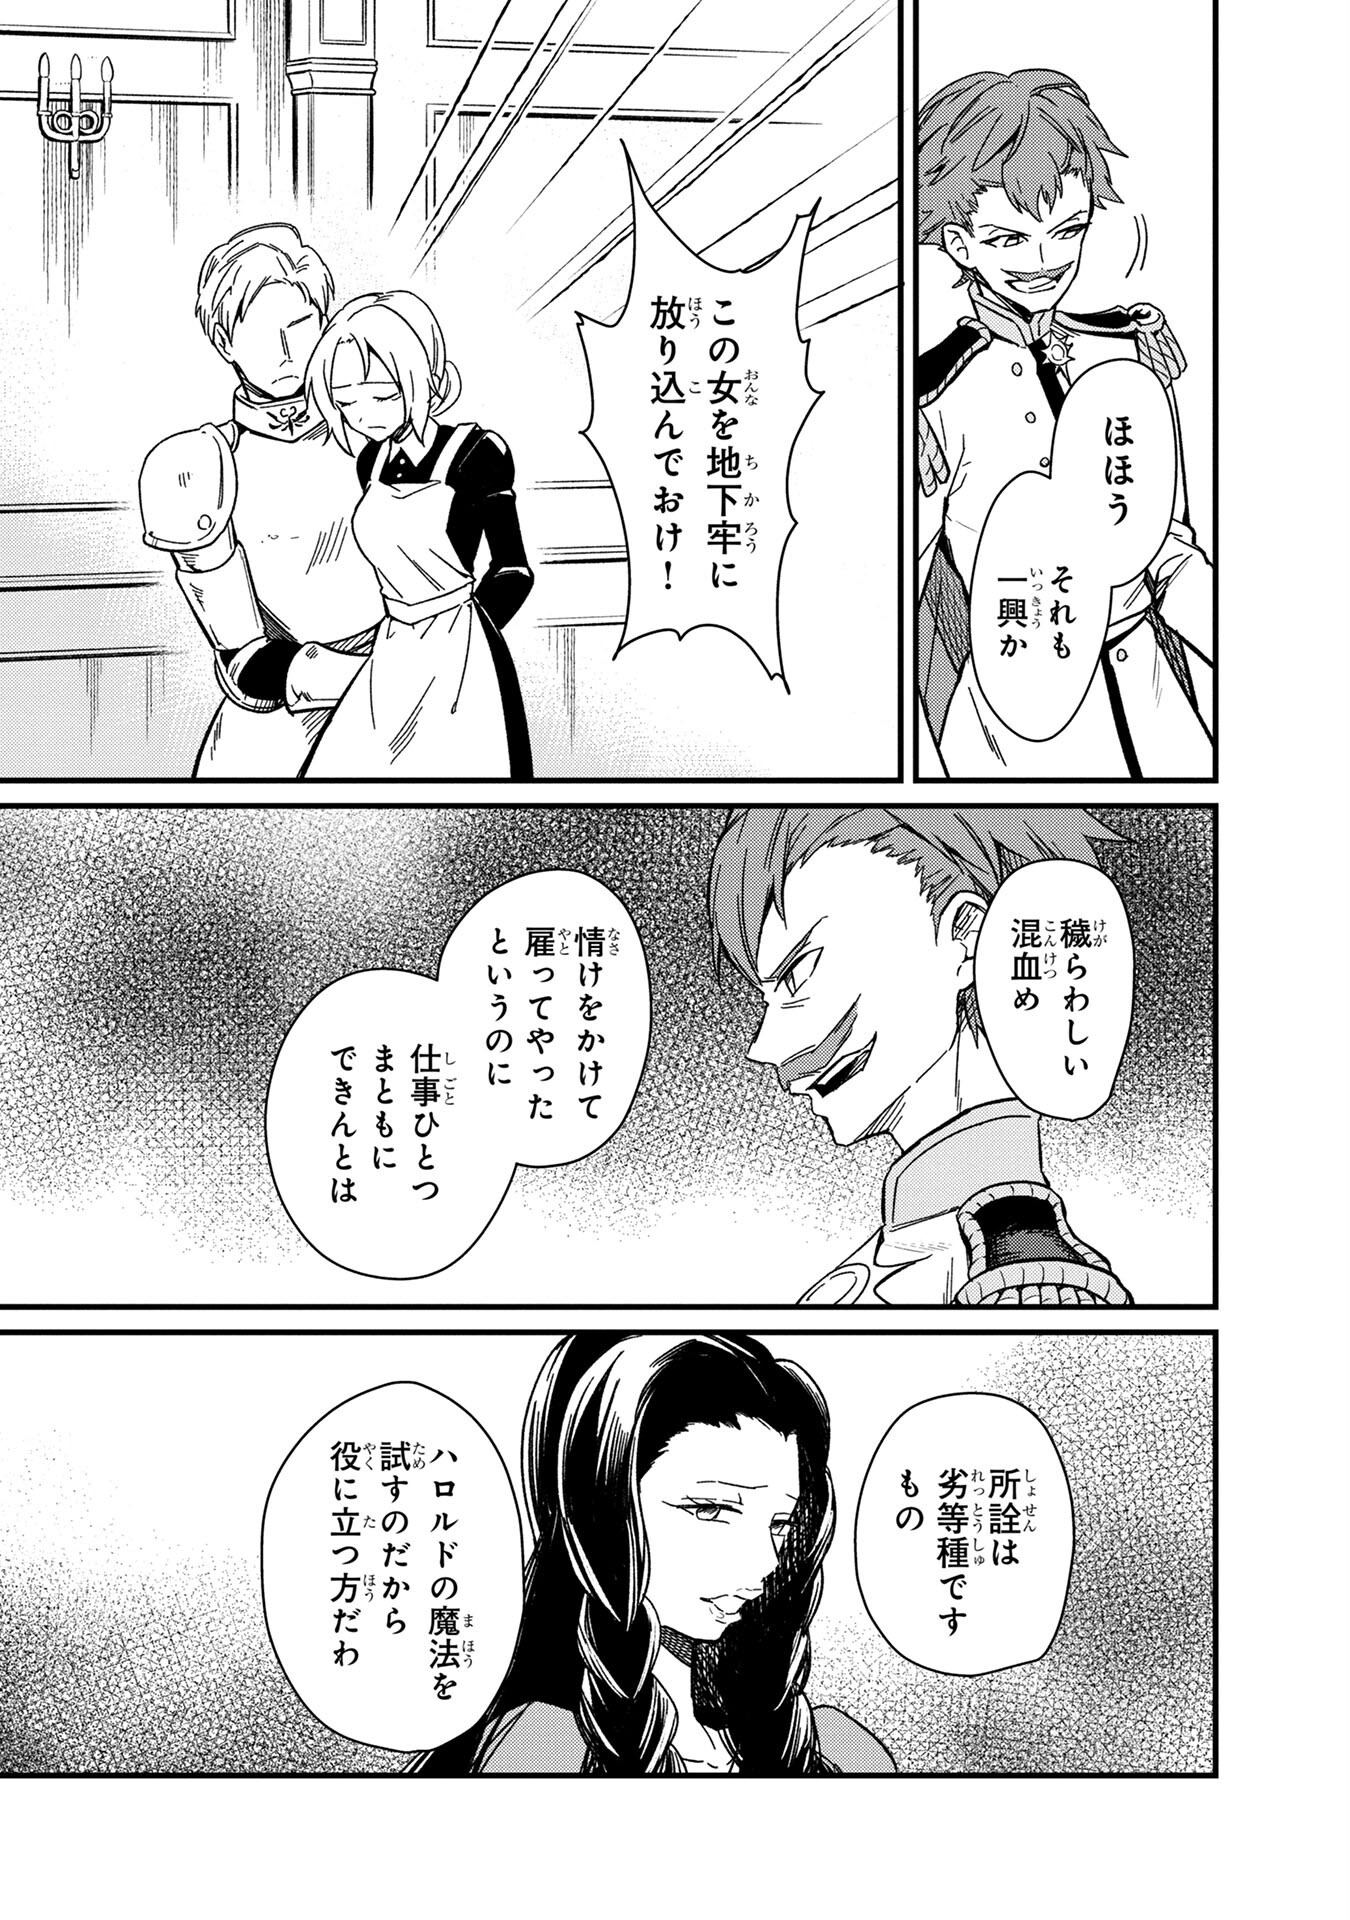 ほほう
それも
一興か
この女を地下牢に
放り込んでおけ！
穢らわしい
混血め
情けをかけて
雇ってやった
というのに
仕事ひとつ
まともに
できんとは
所詮は
劣等種です
もの
ハロルドの魔法を
試すのだから
役に立つ方だわ